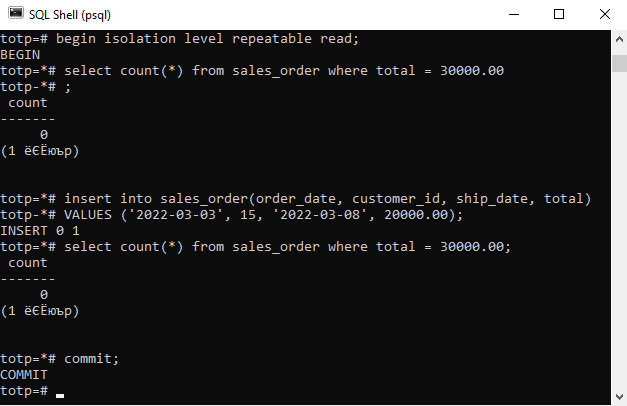 SQL Shell (psql)
totp=# begin isolation level repeatable read;
BEGIN
totp=*# select count(*) from sales_order where total = 30000.00
totp-*# ;
 count
-------
     0
(1 ёЄЁюър)
totp=*# insert into sales_order(order_date, customer_id, ship_date, total)
totp-*# VALUES ('2022-03-03', 15, '2022-03-08', 20000.00);
INSERT 0 1
totp=*# select count(*) from sales_order where total = 30000.00;
 count
-------
     0
(1 ёЄЁюър)
totp=*# commit;
COMMIT
totp=#